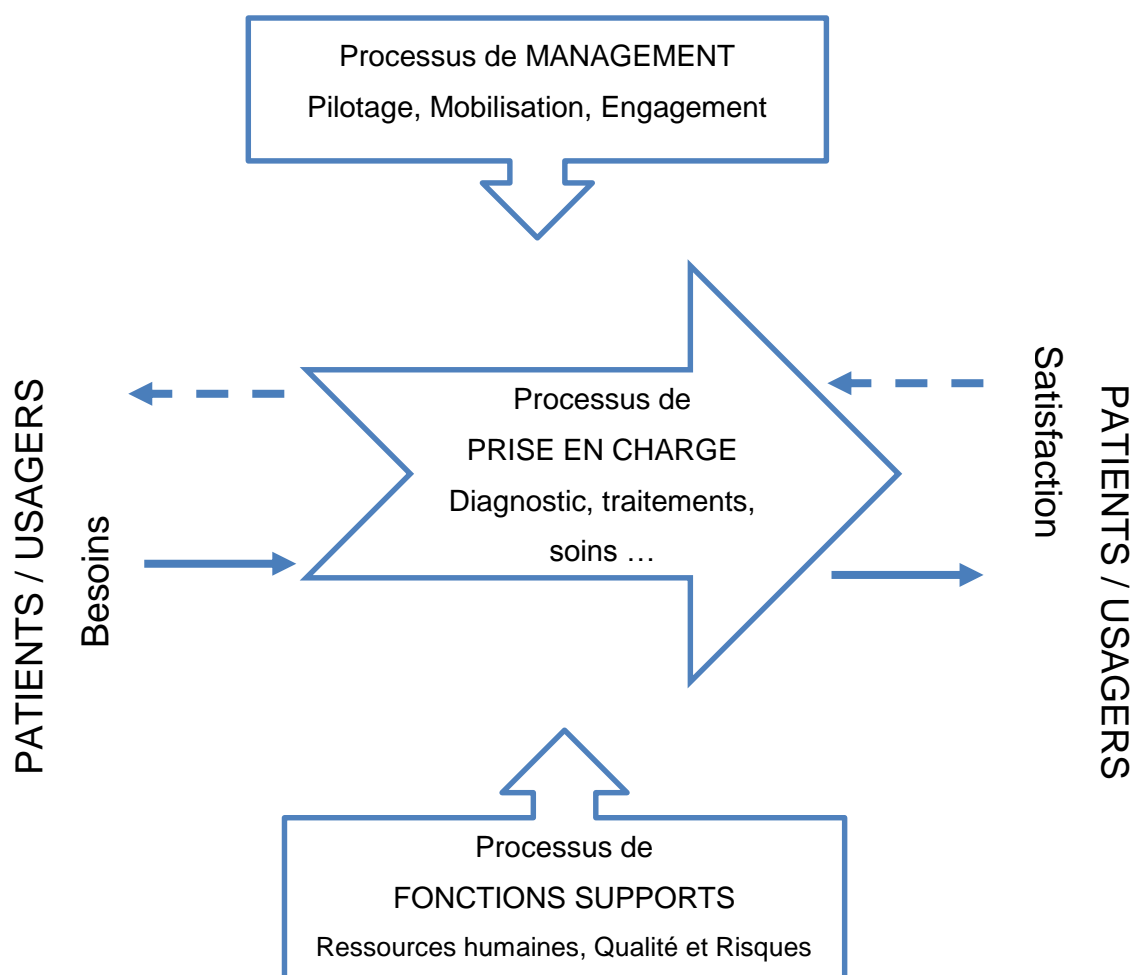 Processus de MANAGEMENT
Pilotage, Mobilisation, Engagement
PATIENTS / USAGERS
Besoins
Processus de
PRISE EN CHARGE
Diagnostic, traitements,
soins …
Satisfaction
PATIENTS / USAGERS
Processus de
FONCTIONS SUPPORTS
Ressources humaines, Qualité et Risques